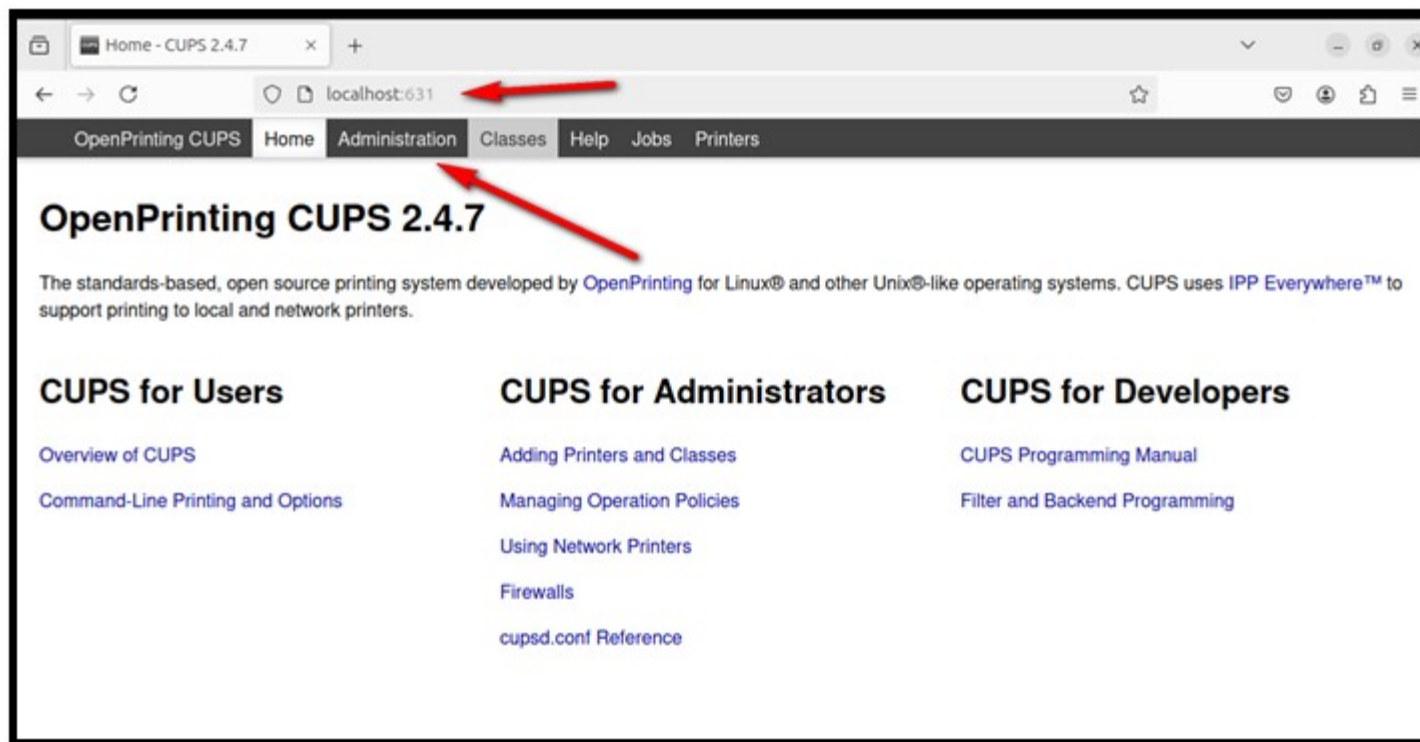 Home - CUPS 2.4.7
localhost:631
OpenPrinting CUPS Home Administration Classes Help Jobs Printers
OpenPrinting CUPS 2.4.7
The standards-based, open source printing system developed by OpenPrinting for Linux® and other Unix®-like operating systems. CUPS uses IPP Everywhere™ to
support printing to local and network printers.
CUPS for Users
Overview of CUPS
Command-Line Printing and Options
CUPS for Administrators
Adding Printers and Classes
Managing Operation Policies
Using Network Printers
Firewalls
cupsd.conf Reference
CUPS for Developers
CUPS Programming Manual
Filter and Backend Programming